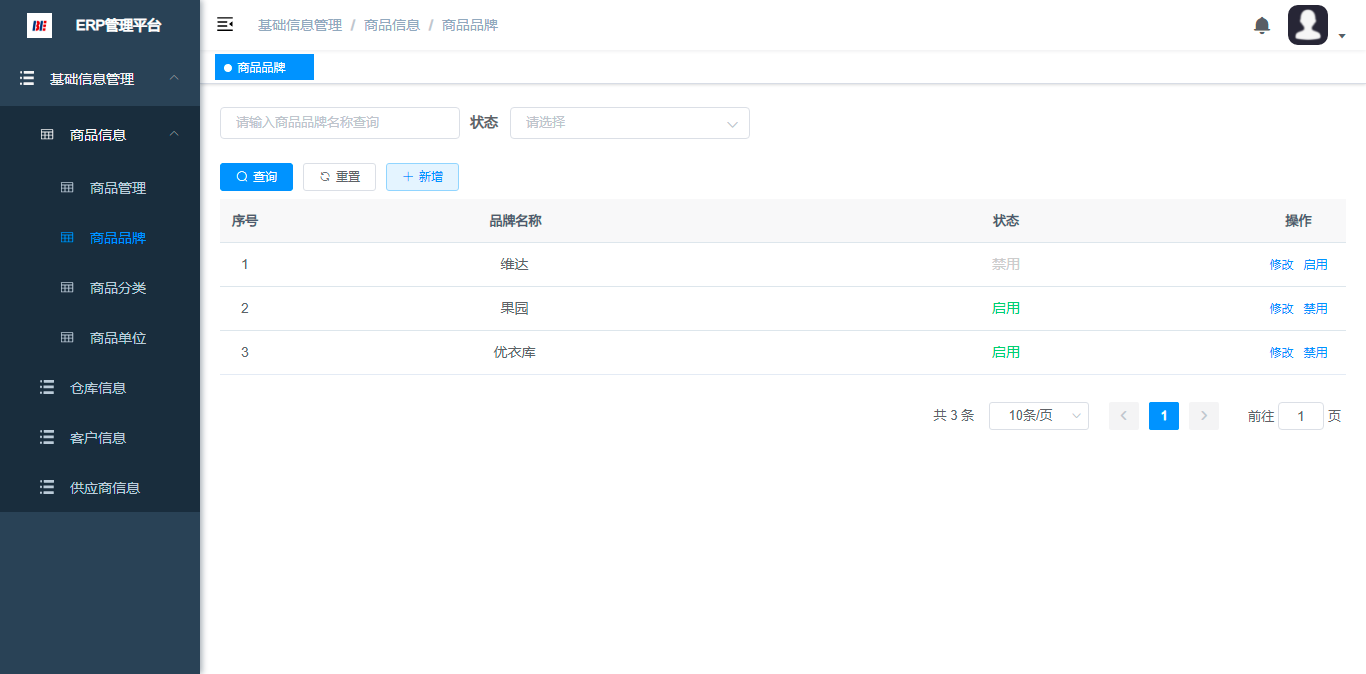 ERP管理平台
基础信息管理 / 商品信息 / 商品品牌
基础信息管理
商品信息
商品管理
商品品牌
商品分类
商品单位
仓库信息
客户信息
供应商信息
商品品牌
请输入商品品牌名称查询 状态 请选择
查询 重置 新增
序号 品牌名称 状态 操作
1 维达 禁用 修改 启用
2 果园 启用 修改 禁用
3 优衣库 启用 修改 禁用
共 3 条 10条/页 1 前往 1 页